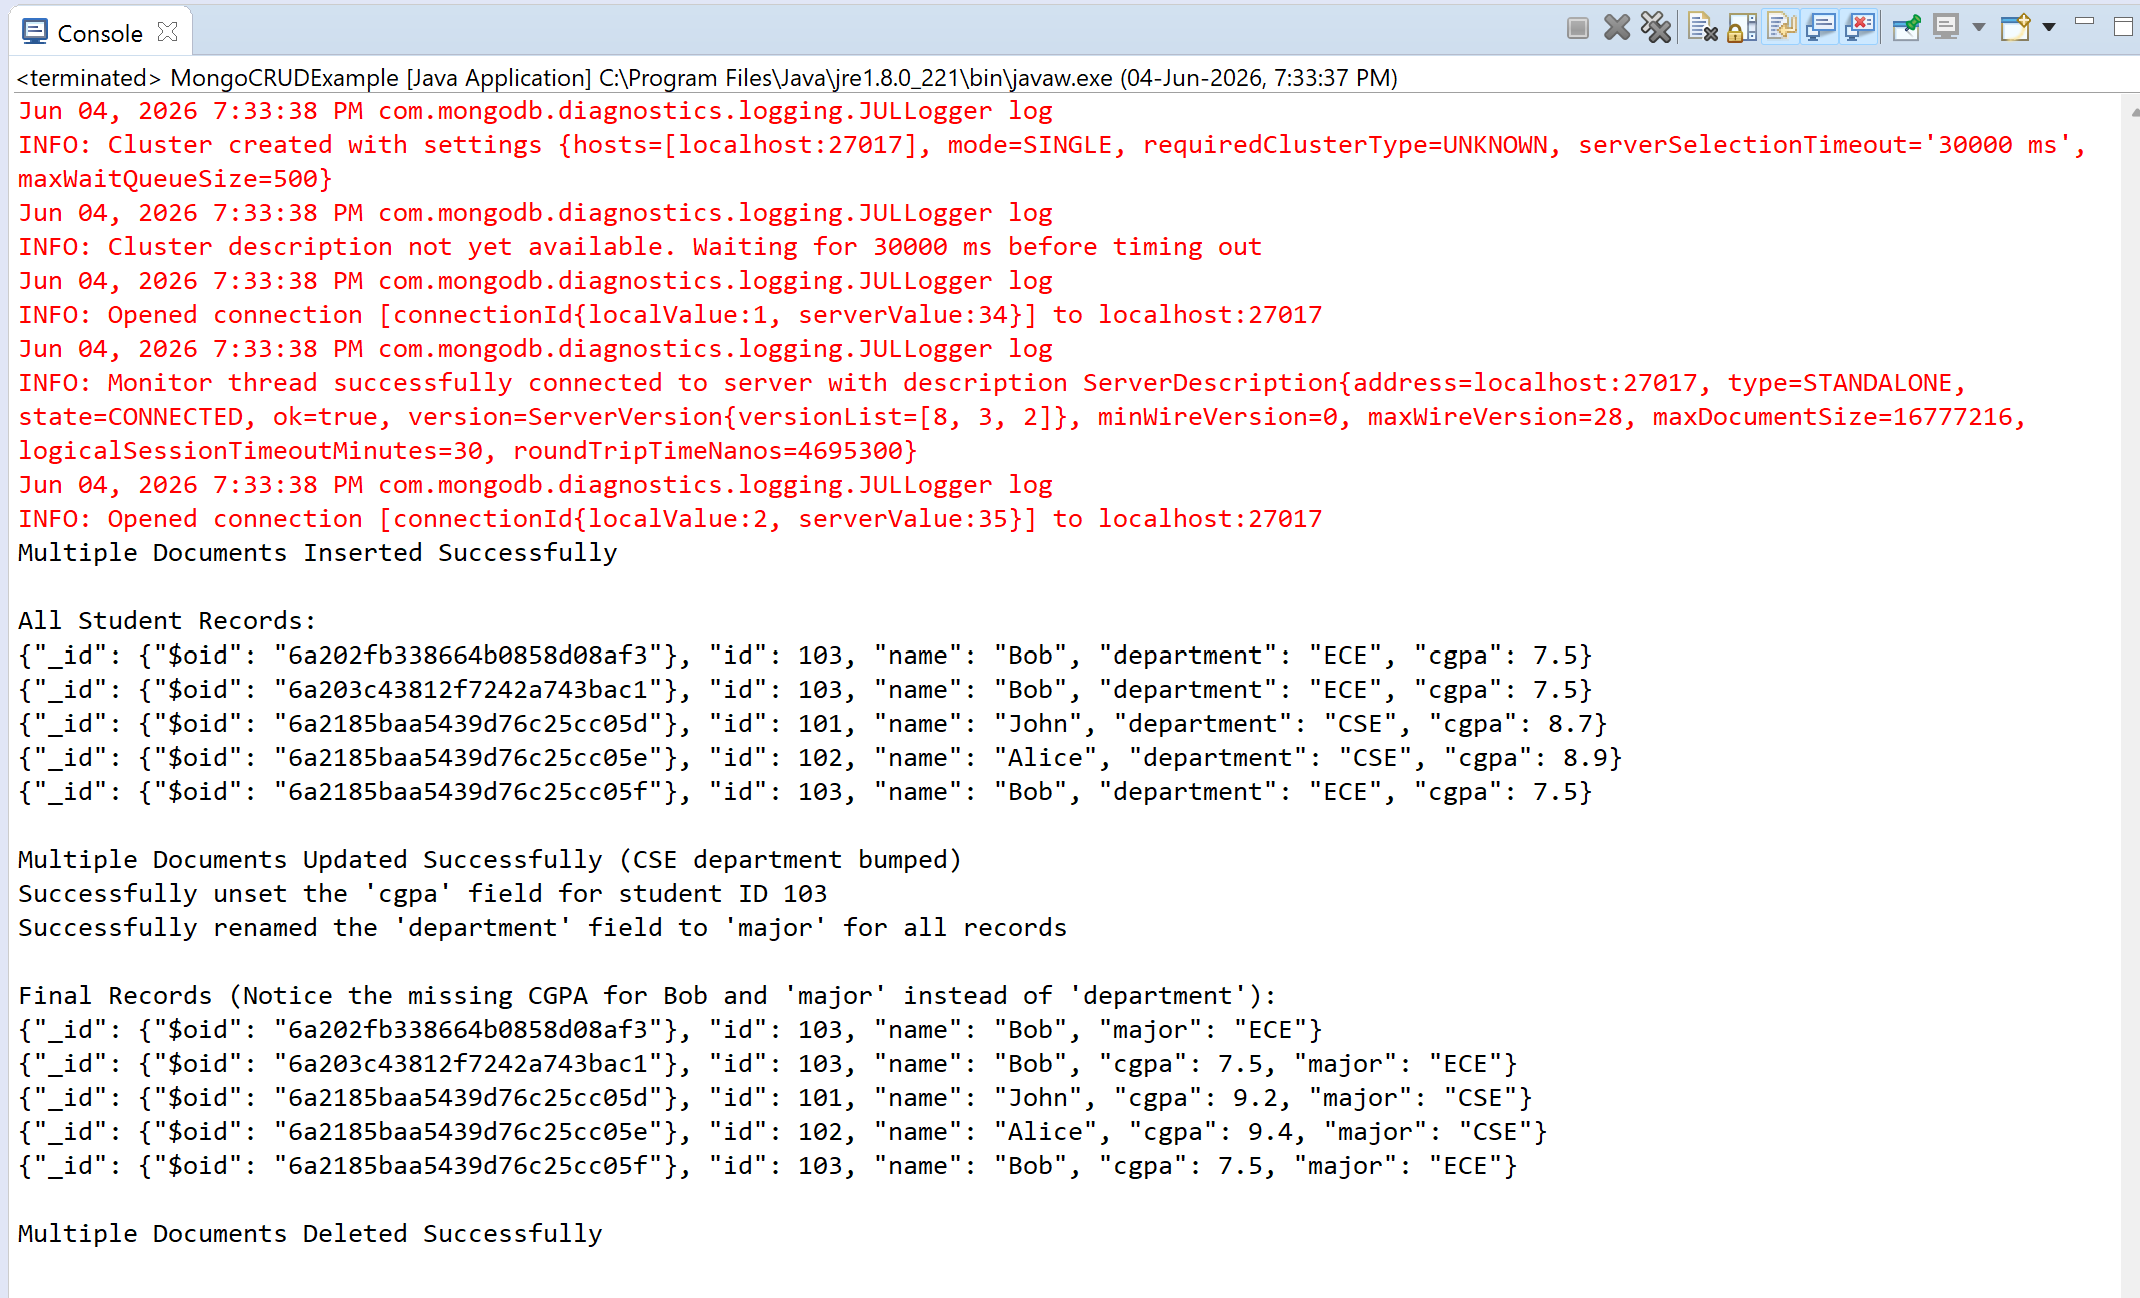 Console
<terminated> MongoCRUDExample [Java Application] C:\Program Files\Java\jre1.8.0_221\bin\javaw.exe (04-Jun-2026, 7:33:37 PM)
Jun 04, 2026 7:33:38 PM com.mongodb.diagnostics.logging.JULLogger log
INFO: Cluster created with settings {hosts=[localhost:27017], mode=SINGLE, requiredClusterType=UNKNOWN, serverSelectionTimeout='30000 ms',
maxWaitQueueSize=500}
Jun 04, 2026 7:33:38 PM com.mongodb.diagnostics.logging.JULLogger log
INFO: Cluster description not yet available. Waiting for 30000 ms before timing out
Jun 04, 2026 7:33:38 PM com.mongodb.diagnostics.logging.JULLogger log
INFO: Opened connection [connectionId{localValue:1, serverValue:34}] to localhost:27017
Jun 04, 2026 7:33:38 PM com.mongodb.diagnostics.logging.JULLogger log
INFO: Monitor thread successfully connected to server with description ServerDescription{address=localhost:27017, type=STANDALONE,
state=CONNECTED, ok=true, version=ServerVersion{versionList=[8, 3, 2]}, minWireVersion=0, maxWireVersion=28, maxDocumentSize=16777216,
logicalSessionTimeoutMinutes=30, roundTripTimeNanos=4695300}
Jun 04, 2026 7:33:38 PM com.mongodb.diagnostics.logging.JULLogger log
INFO: Opened connection [connectionId{localValue:2, serverValue:35}] to localhost:27017
Multiple Documents Inserted Successfully
All Student Records:
{"_id": {"$oid": "6a202fb338664b0858d08af3"}, "id": 103, "name": "Bob", "department": "ECE", "cgpa": 7.5}
{"_id": {"$oid": "6a203c43812f7242a743bac1"}, "id": 103, "name": "Bob", "department": "ECE", "cgpa": 7.5}
{"_id": {"$oid": "6a2185baa5439d76c25cc05d"}, "id": 101, "name": "John", "department": "CSE", "cgpa": 8.7}
{"_id": {"$oid": "6a2185baa5439d76c25cc05e"}, "id": 102, "name": "Alice", "department": "CSE", "cgpa": 8.9}
{"_id": {"$oid": "6a2185baa5439d76c25cc05f"}, "id": 103, "name": "Bob", "department": "ECE", "cgpa": 7.5}
Multiple Documents Updated Successfully (CSE department bumped)
Successfully unset the 'cgpa' field for student ID 103
Successfully renamed the 'department' field to 'major' for all records
Final Records (Notice the missing CGPA for Bob and 'major' instead of 'department'):
{"_id": {"$oid": "6a202fb338664b0858d08af3"}, "id": 103, "name": "Bob", "major": "ECE"}
{"_id": {"$oid": "6a203c43812f7242a743bac1"}, "id": 103, "name": "Bob", "cgpa": 7.5, "major": "ECE"}
{"_id": {"$oid": "6a2185baa5439d76c25cc05d"}, "id": 101, "name": "John", "cgpa": 9.2, "major": "CSE"}
{"_id": {"$oid": "6a2185baa5439d76c25cc05e"}, "id": 102, "name": "Alice", "cgpa": 9.4, "major": "CSE"}
{"_id": {"$oid": "6a2185baa5439d76c25cc05f"}, "id": 103, "name": "Bob", "cgpa": 7.5, "major": "ECE"}
Multiple Documents Deleted Successfully